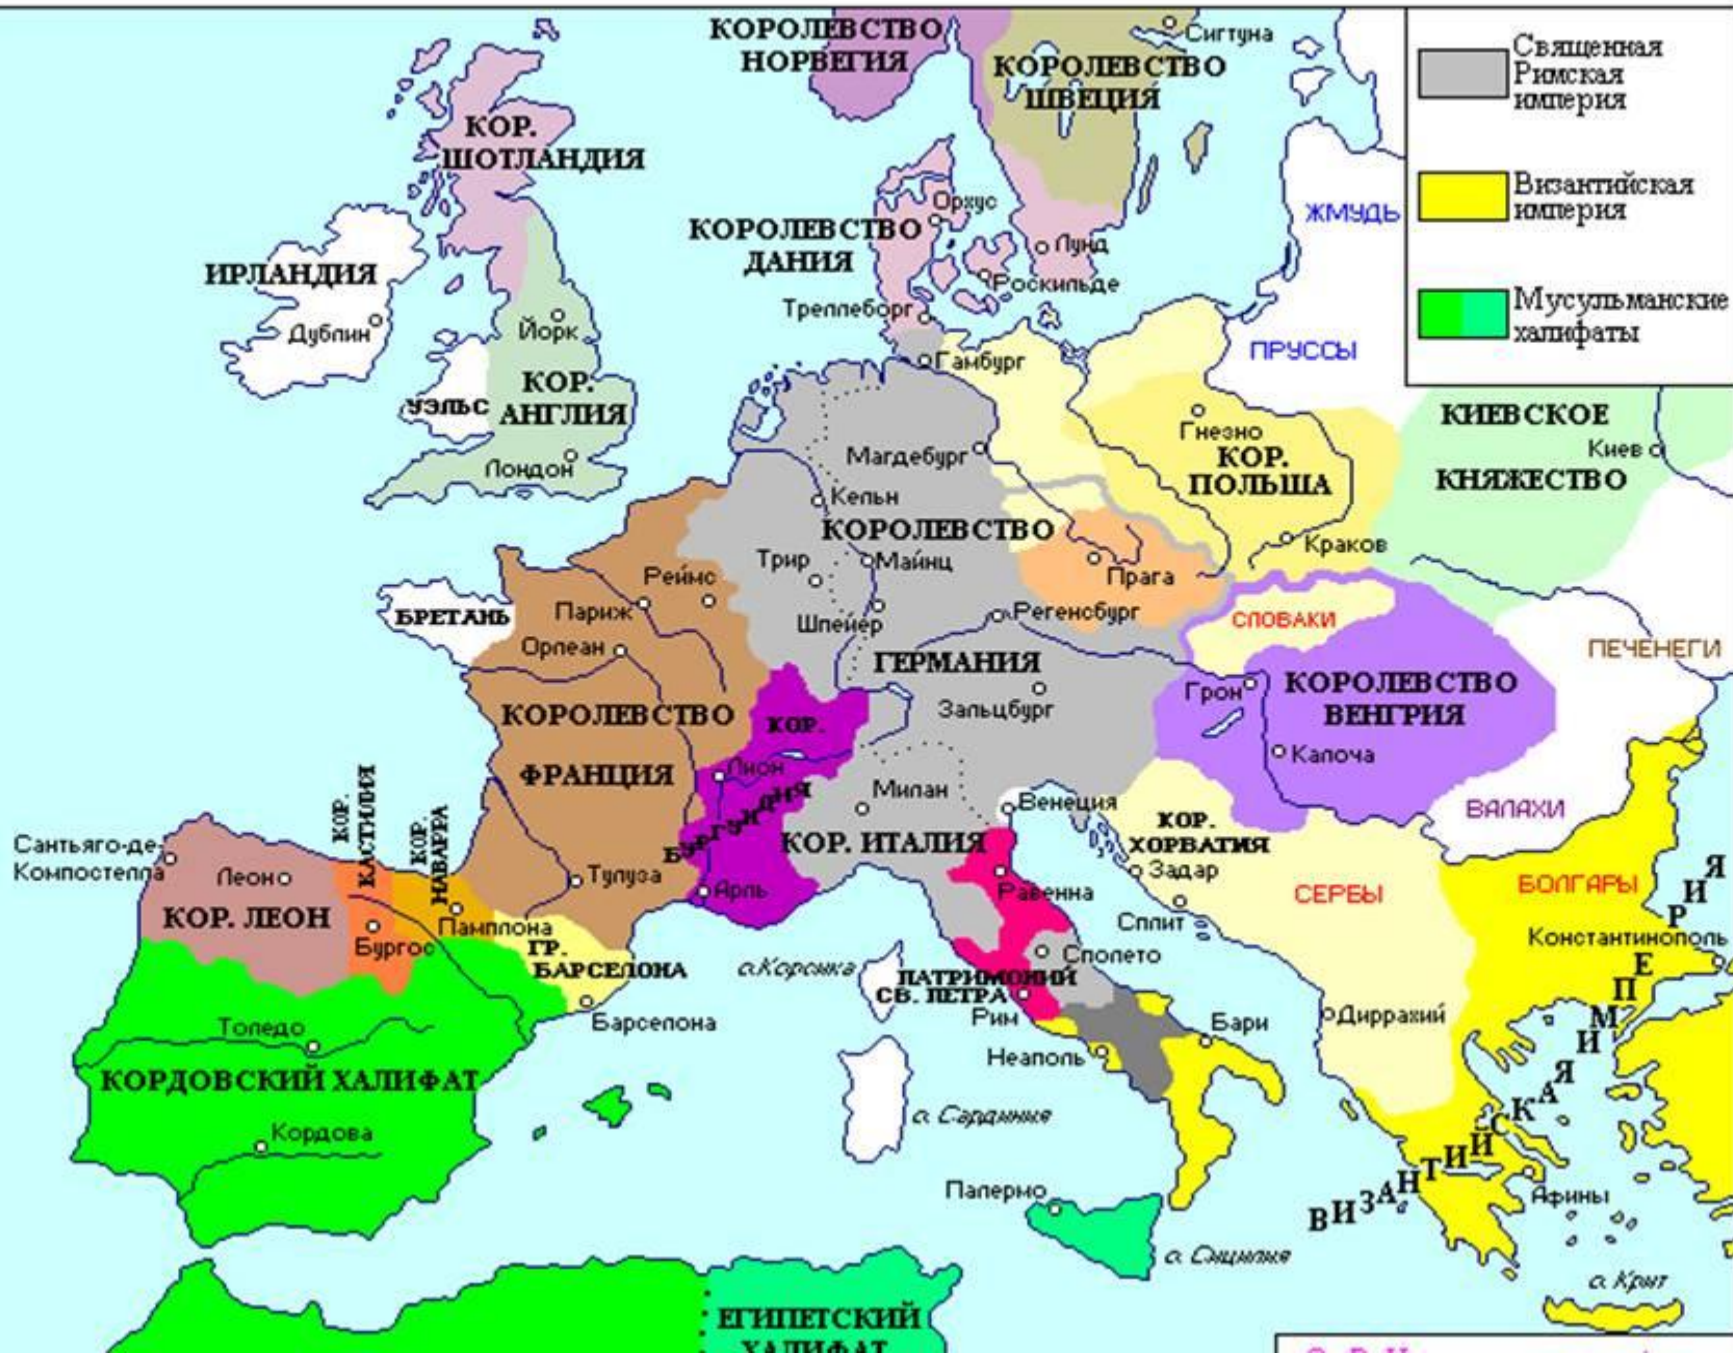 КОРОЛЕВСТВО
НОРВЕГИЯ
Сигтуна
КОРОЛЕВСТВО
ШВЕЦИЯ
Священная
Римская
империя
КОР.
ШОТЛАНДИЯ
Византийская
империя
ЖМУДЬ
Орхус
КОРОЛЕВСТВО
ДАНИЯ
Лунд
Роскильде
ИРЛАНДИЯ
Дублин
Треллеборг
Мусульманские
халифаты
Йорк
ПРУССЫ
Гамбург
КОР.
АНГЛИЯ
УЭЛЬС
Лондон
КИЕВСКОЕ
КНЯЖЕСТВО
Киев
Гнезно
КОР.
ПОЛЬША
Магдебург
Кельн
КОРОЛЕВСТВО
Краков
Трир
Майнц
Прага
Реймс
Париж
БРЕТАНЬ
Шпейер
Регенсбург
СЛОВАКИ
Орлеан
ГЕРМАНИЯ
ПЕЧЕНЕГИ
Грон
КОРОЛЕВСТВО
ВЕНГРИЯ
Зальцбург
КОРОЛЕВСТВО
ФРАНЦИЯ
КОР.
БУРГУНДИЯ
Лион
Калоча
Милан
Венеция
ВАЛАХИ
КОР. ИТАЛИЯ
КОР.
ХОРВАТИЯ
Задар
КОР.
КАСТИЛИЯ
КОР.
НАВАРРА
Сантьяго-де-
Компостелла
Леон
КОР. ЛЕОН
Тулуза
Арль
Равенна
СЕРБЫ
БОЛГАРЫ
Бургос
Памплона
Сплит
Константинополь
ГР.
БАРСЕЛОНА
о.Корсика
Сполето
ПАТРИМОНИЙ
СВ. ПЕТРА
Рим
Барселона
Толедо
Бари
Диррахий
Неаполь
КОРДОВСКИЙ ХАЛИФАТ
Кордова
о. Сардиния
ВИЗАНТИЙСКАЯ ИМПЕРИЯ
Палермо
Афины
о. Сицилия
о. Крит
ЕГИПЕТСКИЙ
ХАЛИФАТ